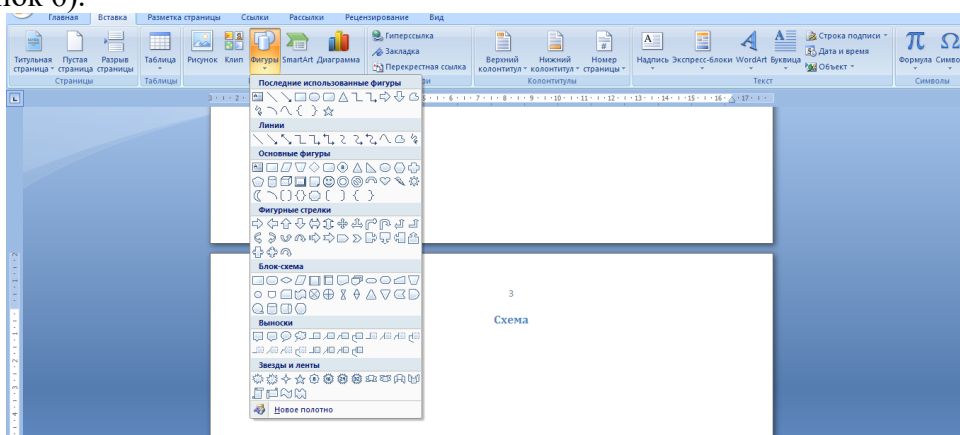 нок 6).
Главная Вставка Разметка страницы Ссылки Рассылки Рецензирование Вид
Титульная страница Пустая страница Разрыв страницы
Таблица
Рисунок Клип Фигуры SmartArt Диаграмма
Гиперссылка
Закладка
Перекрестная ссылка
Верхний колонтитул Нижний колонтитул Номер страницы
Надпись Экспресс-блоки WordArt Буквица
Строка подписи
Дата и время
Объект
Формула Симво
Страницы Таблицы Колонтитулы Текст Символы
Последние использованные фигуры
Линии
Основные фигуры
Фигурные стрелки
Блок-схема
Выноски
Звезды и ленты
Новое полотно
3
Схема